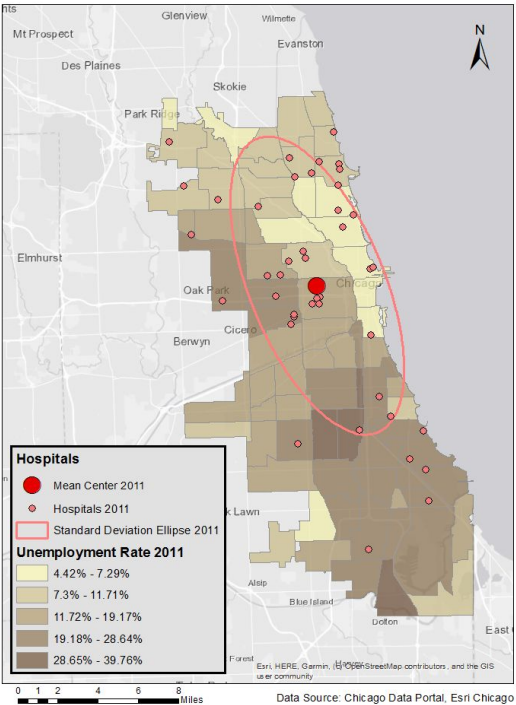 hts
Glenview
Wilmette
Mt Prospect
Evanston
N
Des Plaines
Skokie
Park Ridge
Elmhurst
Chicago
Oak Park
Cicero
Berwyn
Hospitals
Mean Center 2011
Hospitals 2011
k Lawn
Standard Deviation Ellipse 2011
Unemployment Rate 2011
4.42% - 7.29%
7.3% - 11.71%
Alsip
11.72% - 19.17%
Blue Island
19.18% - 28.64%
Dolton
East C
28.65% - 39.76%
Forest
Harvey
Esri, HERE, Garmin, (c) OpenStreetMap contributors, and the GIS
user community
0 1 2 4 6 8
Miles
Data Source: Chicago Data Portal, Esri Chicago